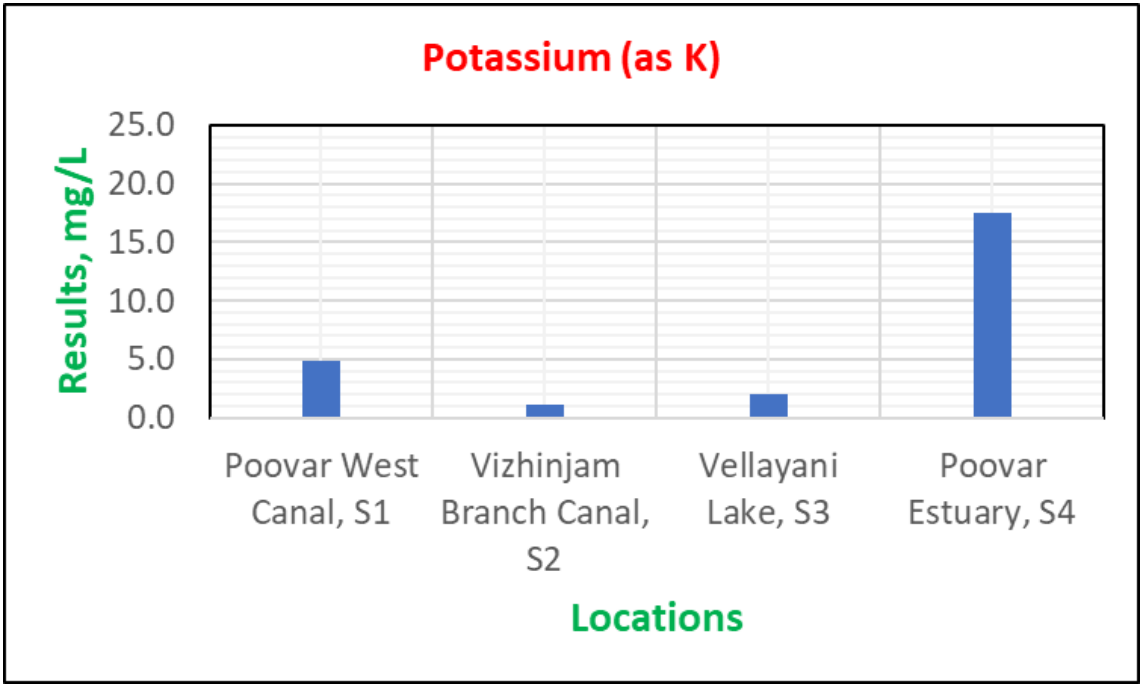 Potassium (as K)
Results, mg/L
25.0
20.0
15.0
10.0
5.0
0.0
Poovar West
Canal, S1
Vizhinjam
Branch Canal,
S2
Vellayani
Lake, S3
Poovar
Estuary, S4
Locations